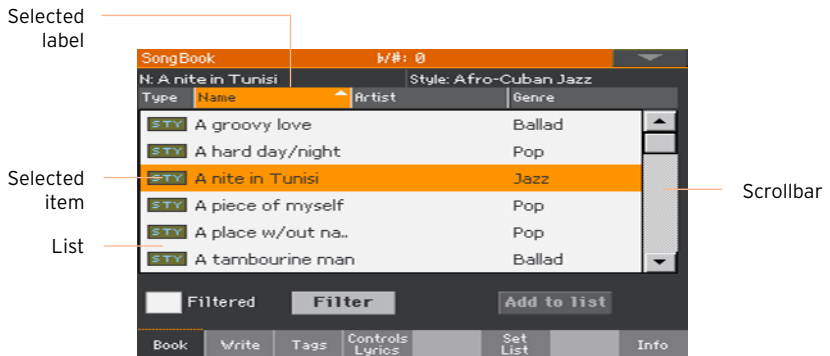 Selected
label
SongBook b/#: 0
N: A nite in Tunisi Style: Afro-Cuban Jazz
Type Name Artist Genre
STY A groovy love Ballad
STY A hard day/night Pop
Selected
item
STY A nite in Tunisi Jazz
Scrollbar
STY A piece of myself Pop
List
STY A place w/out na.. Pop
STY A tambourine man Ballad
Filtered Filter Add to list
Book Write Tags Controls
Lyrics Set
List Info